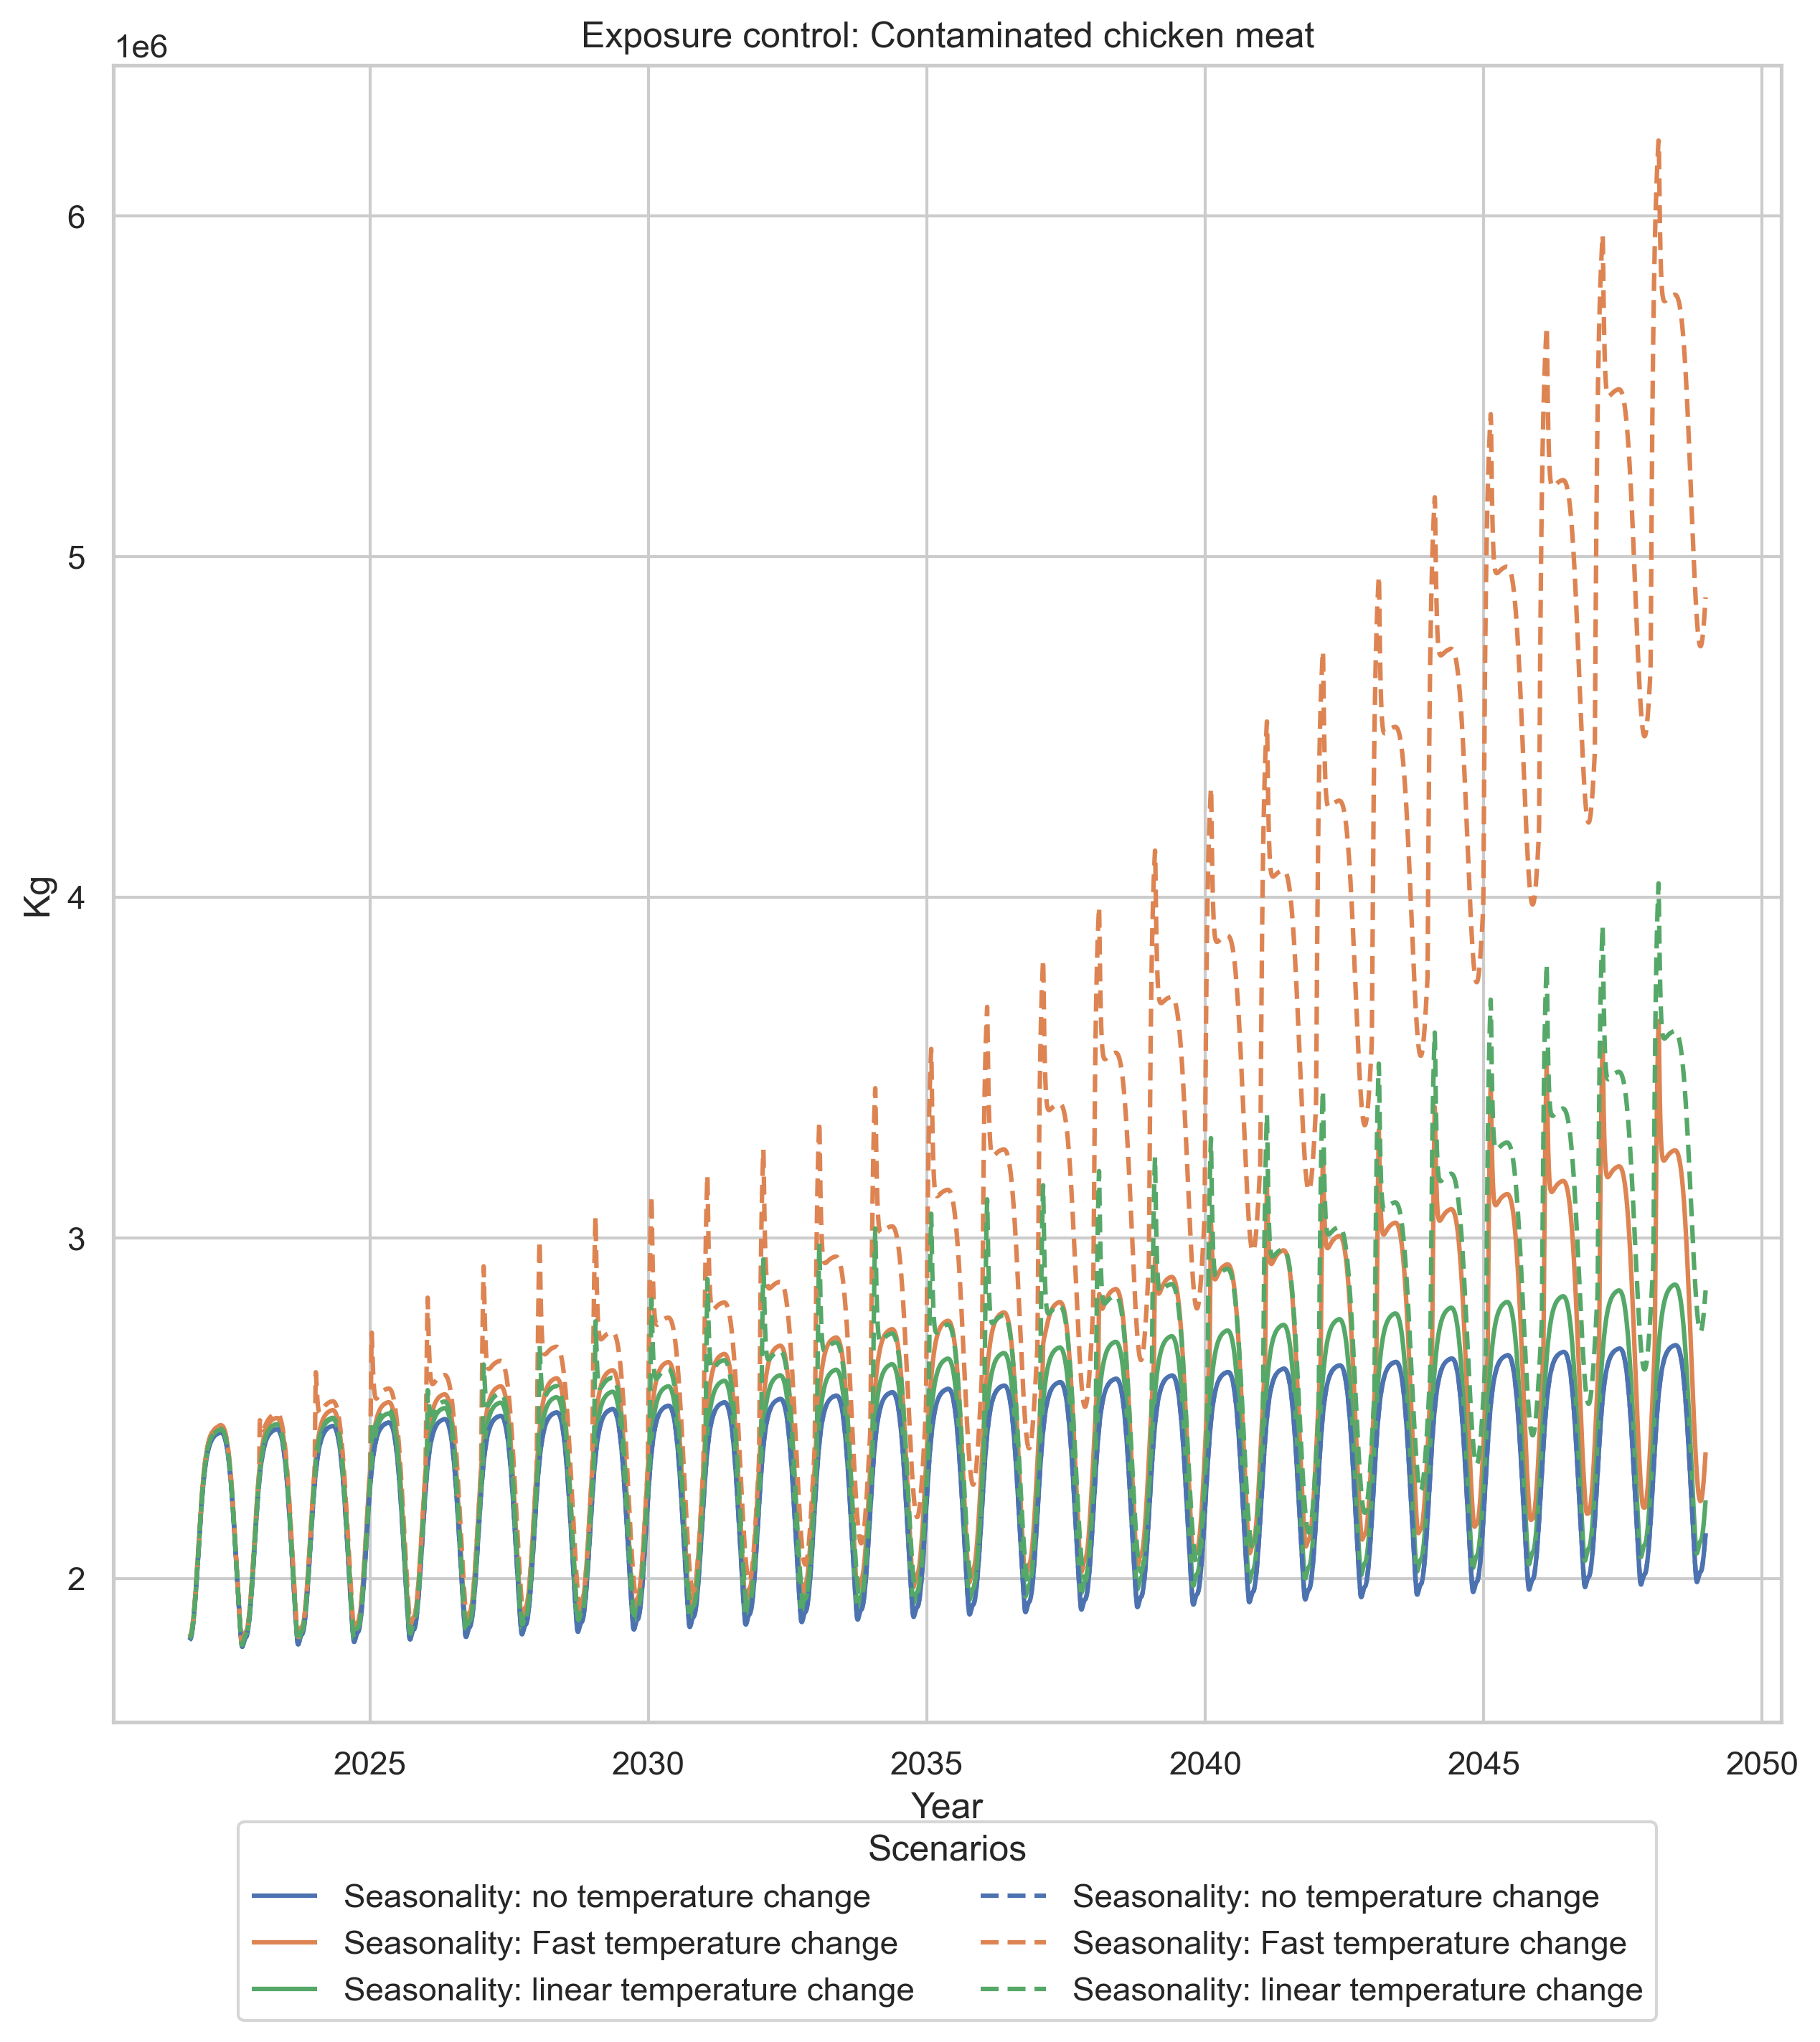 Exposure control: Contaminated chicken meat
1e6
6
5
4
3
2
Kg
2025 2030 2035 2040 2045 2050
Year
Scenarios
Seasonality: no temperature change Seasonality: no temperature change
Seasonality: Fast temperature change Seasonality: Fast temperature change
Seasonality: linear temperature change Seasonality: linear temperature change